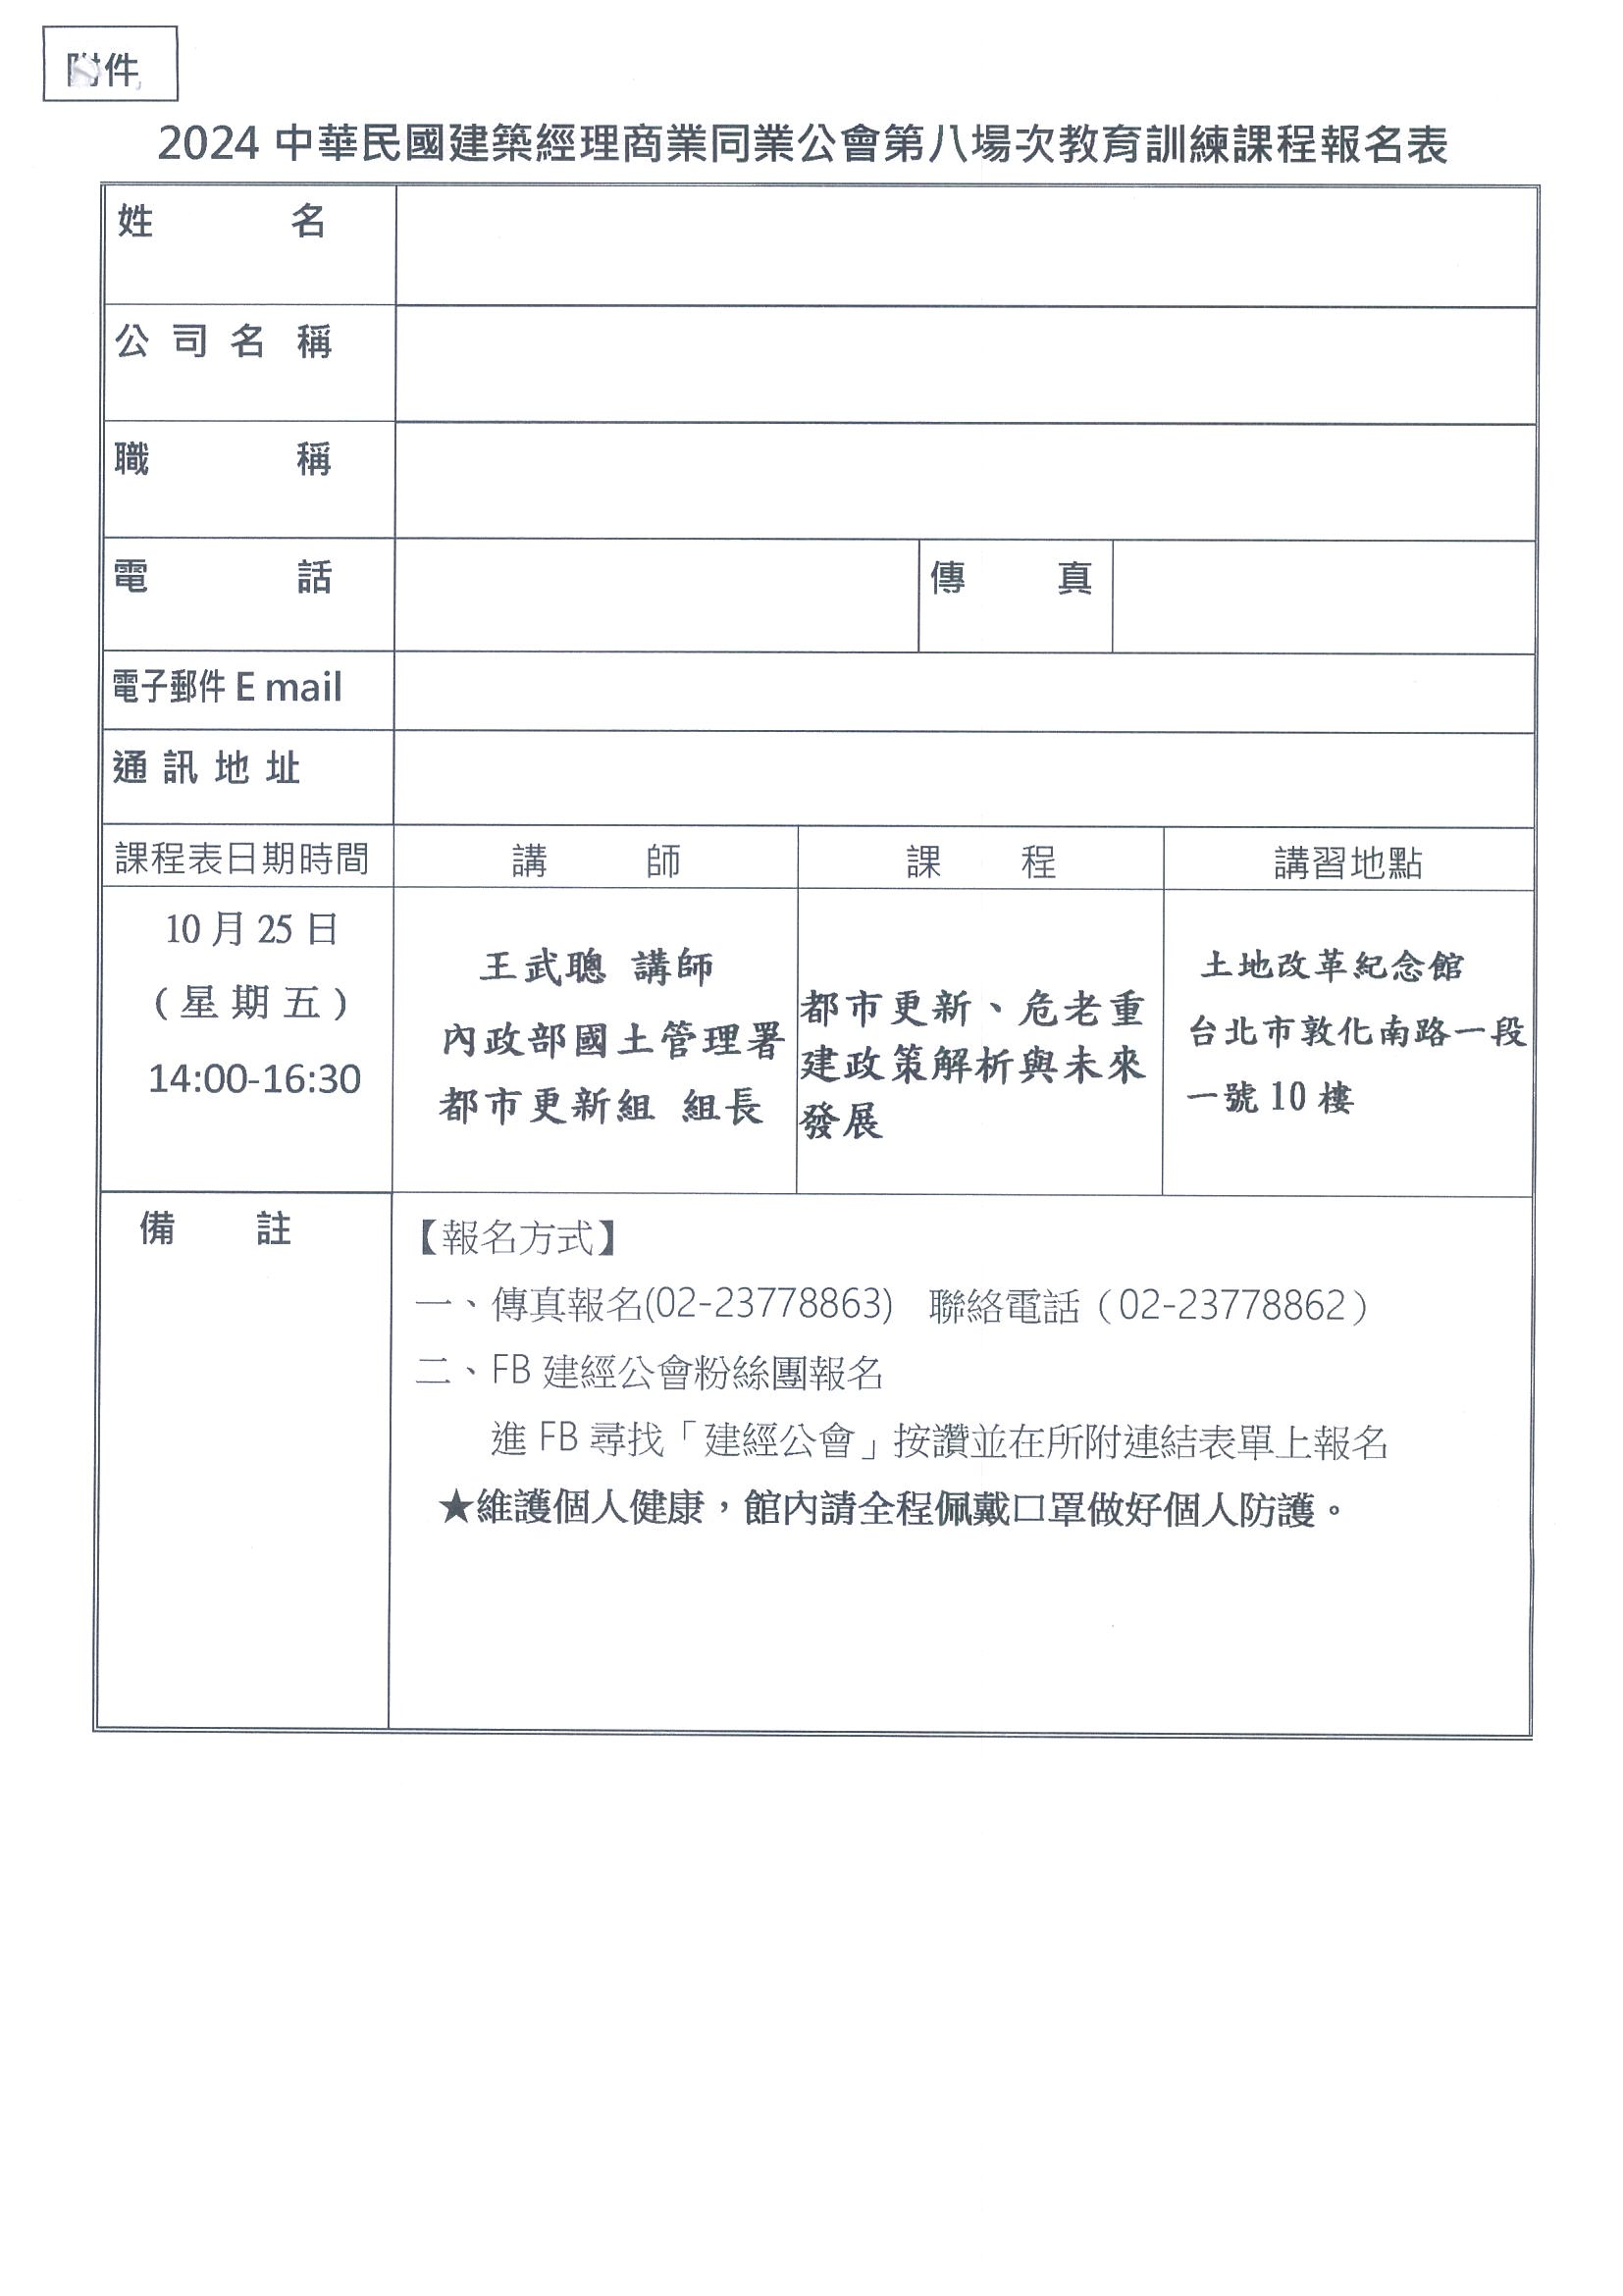 附件
2024 中華民國建築經理商業同業公會第八場次教育訓練課程報名表
姓 名
公 司 名 稱
職 稱
電 話
傳 真
電子郵件 E mail
通 訊 地 址
課程表日期時間
講 師
課 程
講習地點
10 月 25 日
( 星 期 五 )
14:00-16:30
王武聰 講師
內政部國土管理署
都市更新組 組長
都市更新、危老重
建政策解析與未來
發展
土地改革紀念館
台北市敦化南路一段
一號 10 樓
備 註
【報名方式】
一、傳真報名(02-23778863) 聯絡電話（02-23778862）
二、FB 建經公會粉絲團報名
進 FB 尋找「建經公會」按讚並在所附連結表單上報名
★維護個人健康，館內請全程佩戴口罩做好個人防護。